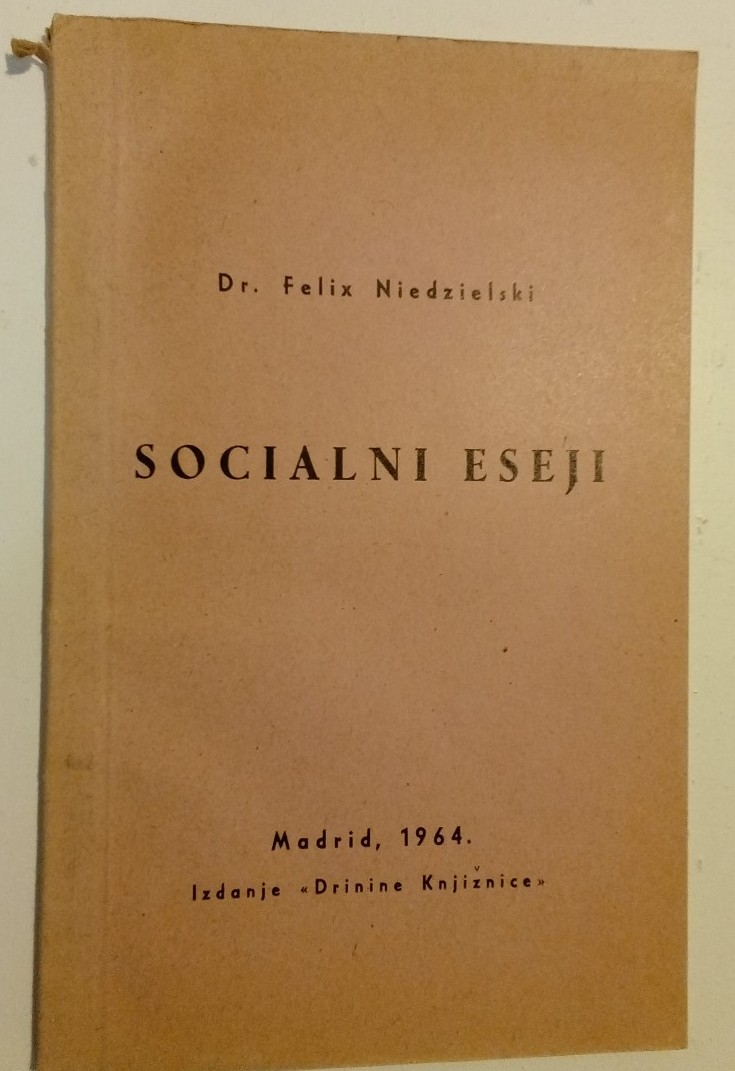 Dr. Felix Niedzielski
SOCIALNI ESEJI
Madrid, 1964.
Izdanje «Drinine Knjižnice»